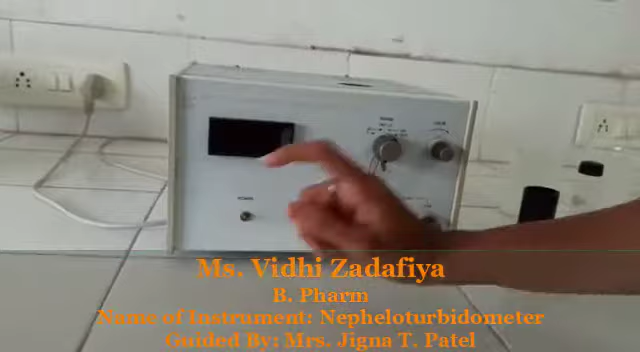 Ms. Vidhi Zadafiya
B. Pharm
Name of Instrument: Nepheloturbidometer
Guided By: Mrs. Jigna T. Patel